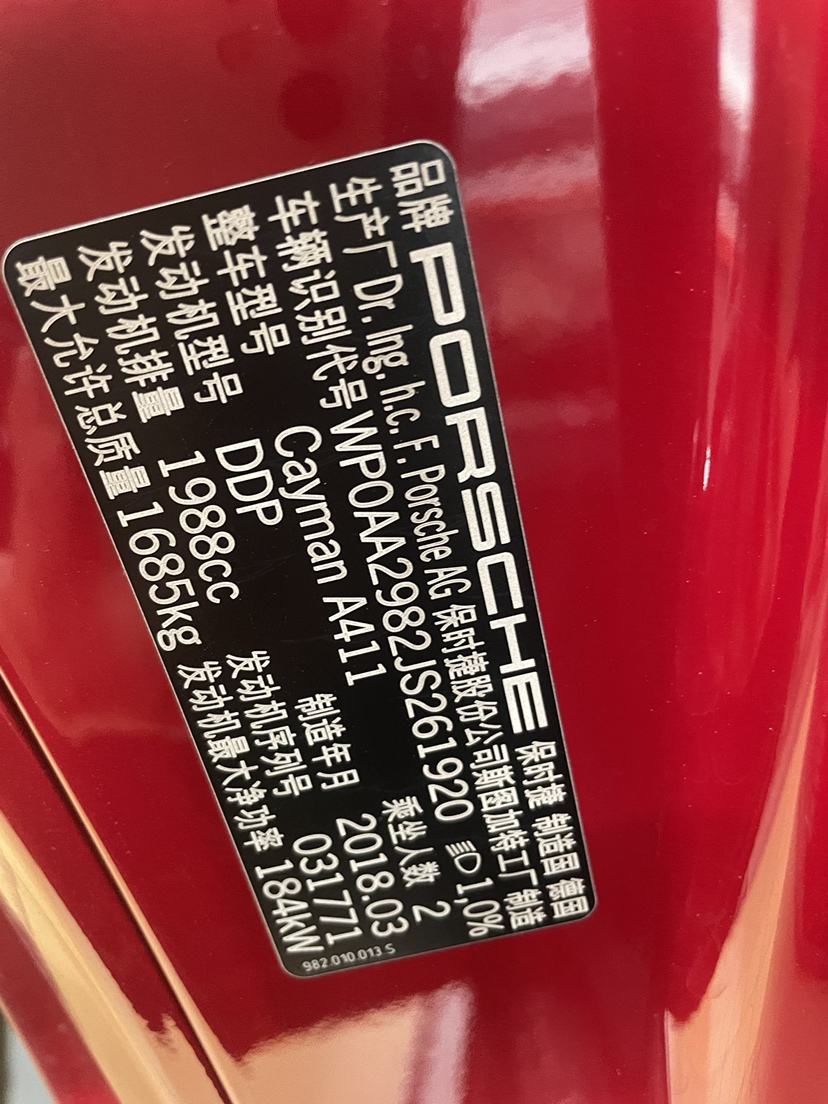 品牌 PORSCHE 保时捷 制造国 德国
生产厂 Dr. Ing. h.c. F. Porsche AG 保时捷股份公司斯图加特工厂制造
车辆识别代号 WP0AA2982JS261920 1,0%
整车型号 Cayman A411 乘坐人数 2
发动机型号 DDP 制造年月 2018.03
发动机排量 1988cc 发动机序列号 031771
最大允许总质量 1685kg 发动机最大净功率 184kW
982.010.013.S